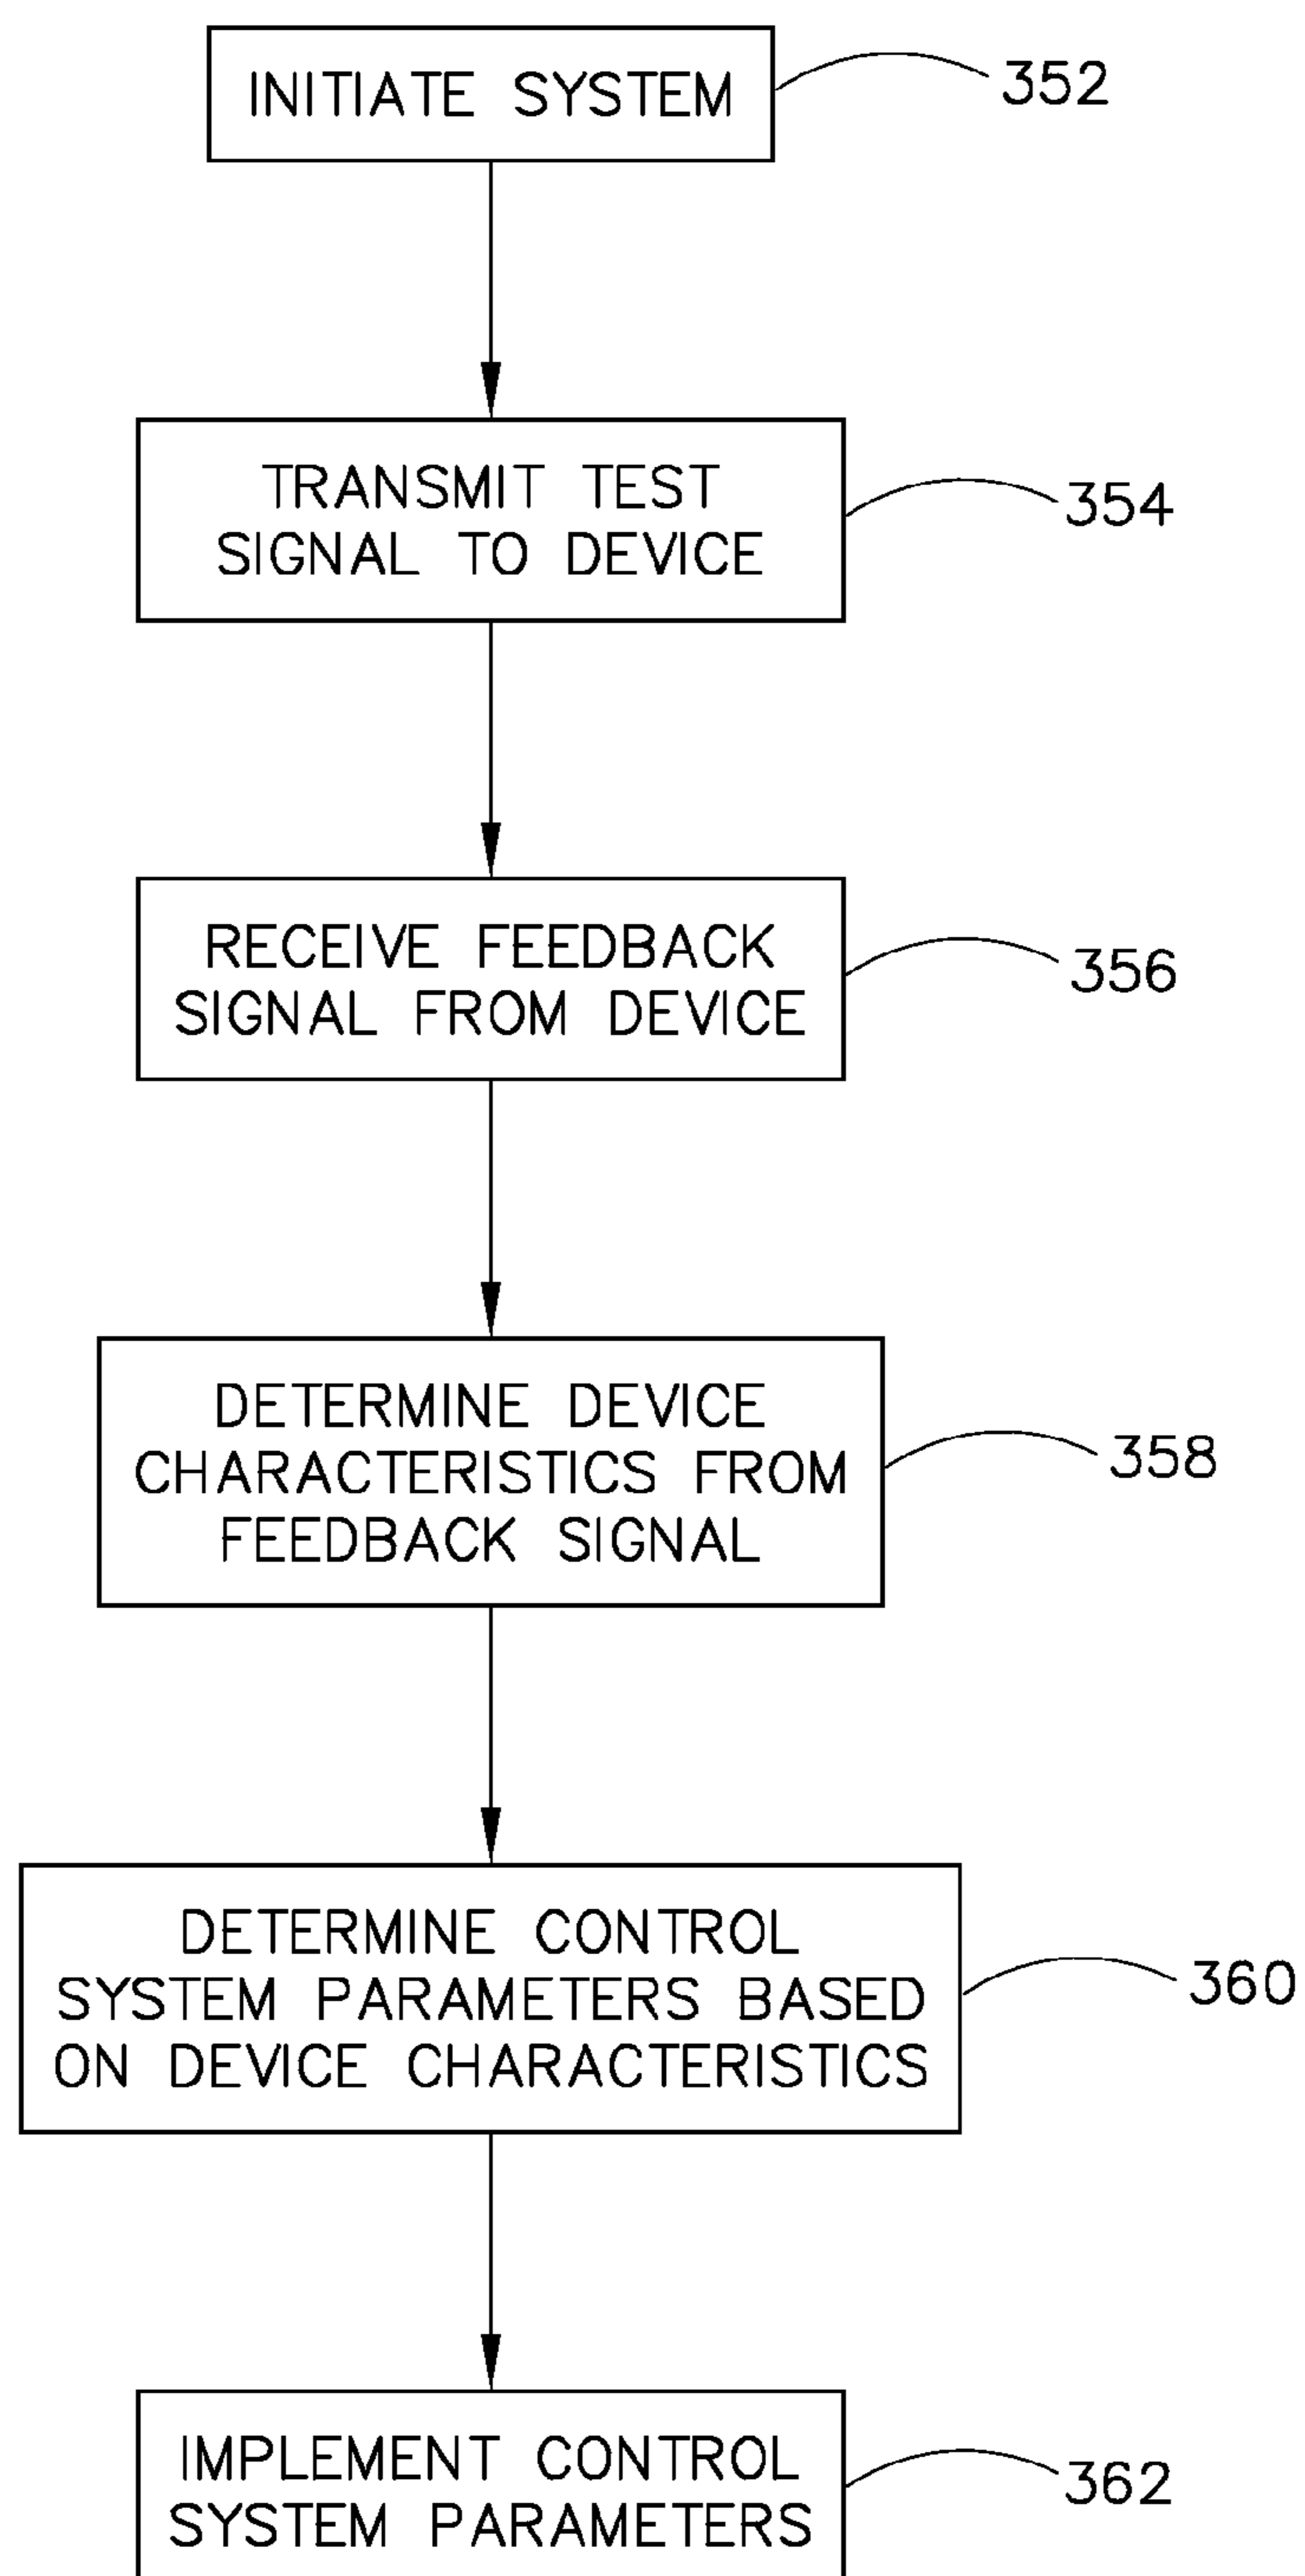 INITIATE SYSTEM
352
TRANSMIT TEST
SIGNAL TO DEVICE
354
RECEIVE FEEDBACK
SIGNAL FROM DEVICE
356
DETERMINE DEVICE
CHARACTERISTICS FROM
FEEDBACK SIGNAL
358
DETERMINE CONTROL
SYSTEM PARAMETERS BASED
ON DEVICE CHARACTERISTICS
360
IMPLEMENT CONTROL
SYSTEM PARAMETERS
362